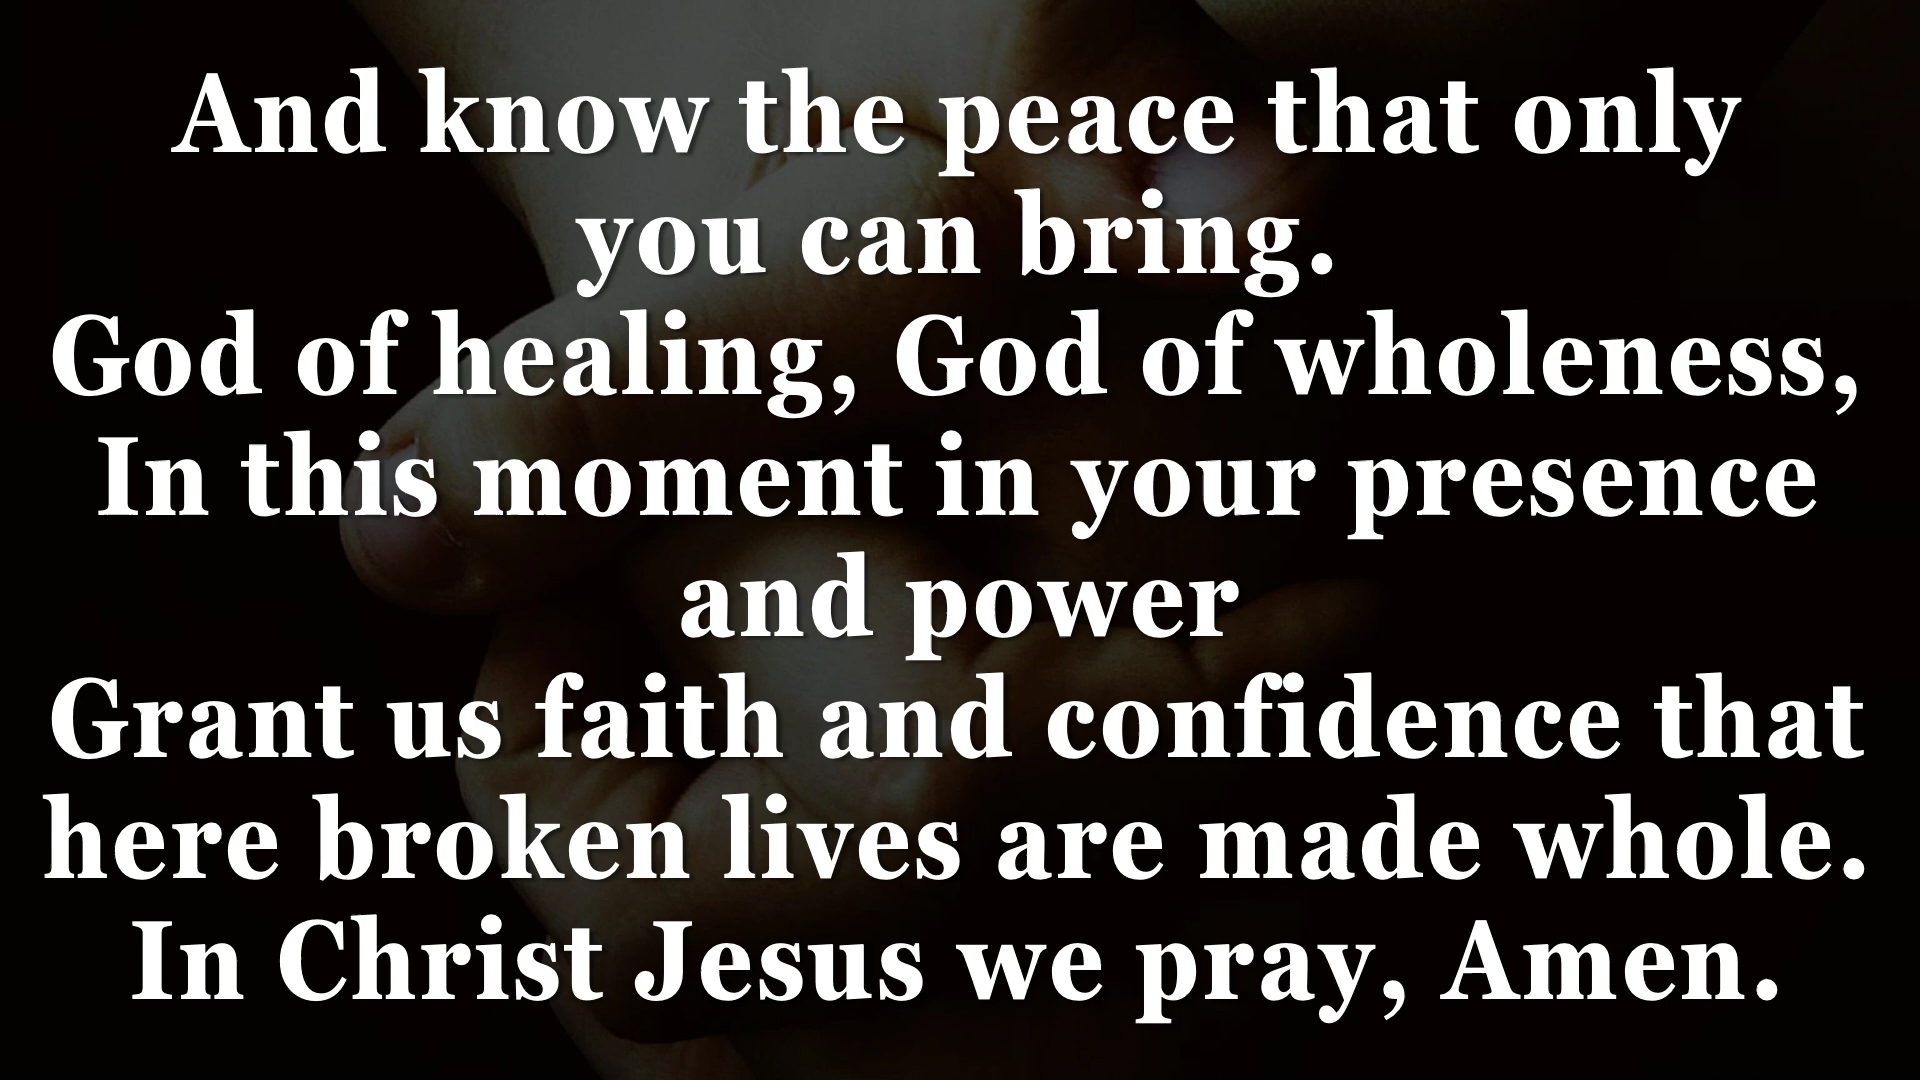 And know the peace that only
you can bring.
God of healing, God of wholeness,
In this moment in your presence
and power
Grant us faith and confidence that
here broken lives are made whole.
In Christ Jesus we pray, Amen.